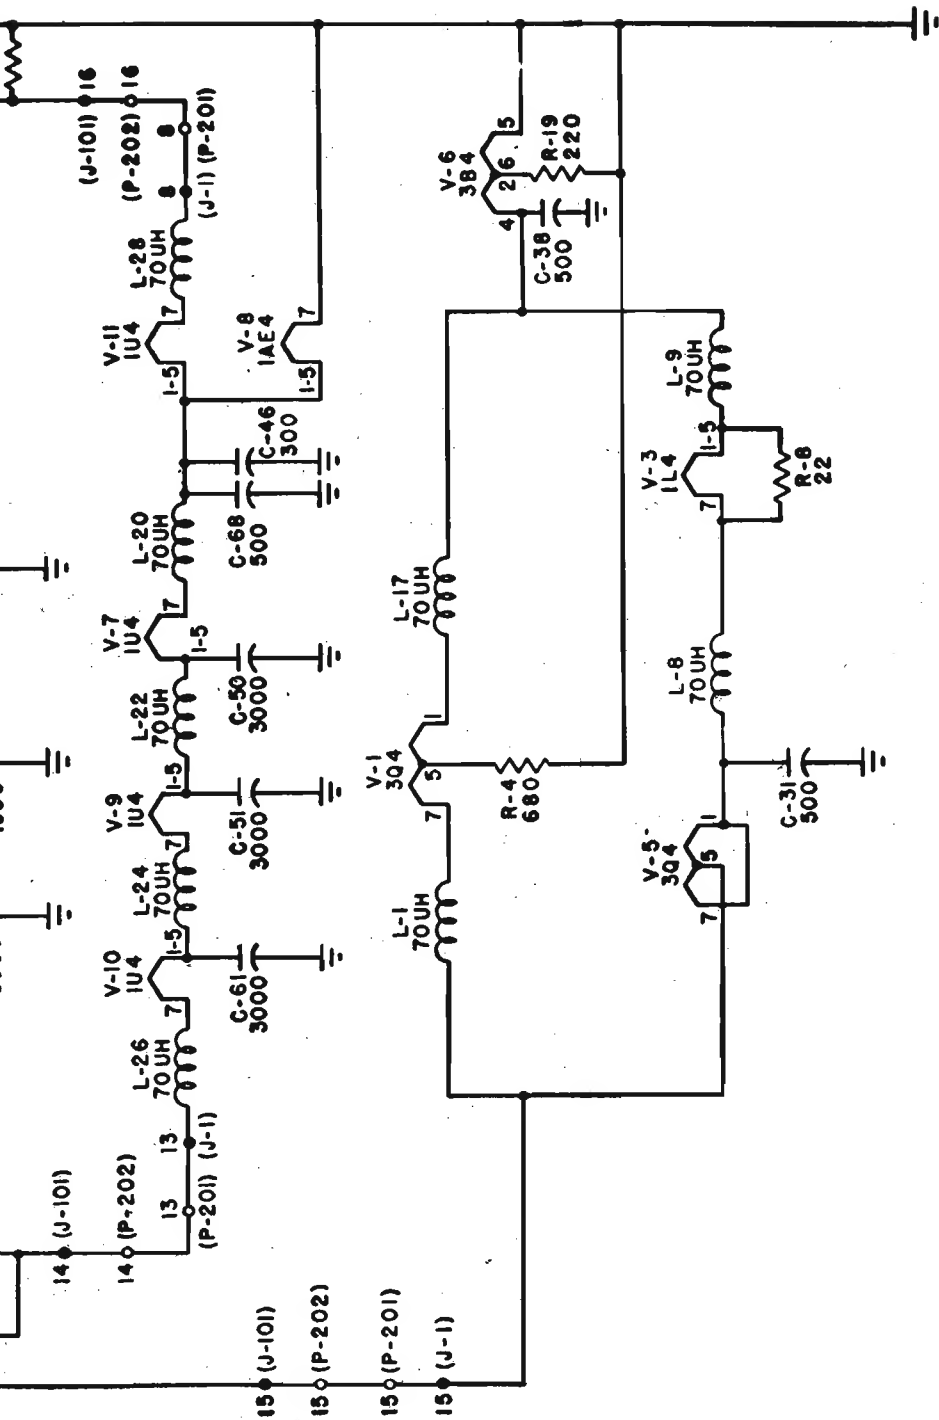 16 (J-101)
16 (P-202)
8 (P-201)
8 (J-1)
L-28
70UH
7
V-11
1U4
1-5
V-8
1AE4
7
1-5
C-46
300
C-68
500
L-20
70UH
7
V-7
1U4
1-5
C-50
3000
L-22
70UH
1-5
V-9
1U4
7
C-51
3000
L-24
70UH
1-5
V-10
1U4
7
C-61
3000
L-26
70UH
13 (J-1)
13 (P-201)
14 (J-101)
14 (P-202)
15 (J-101)
15 (P-202)
15 (P-201)
15 (J-1)
V-6
3B4
5
2 6
4
R-19
220
C-38
500
L-17
70UH
1
V-1
3Q4
5
7
R-4
680
L-1
70UH
L-9
70UH
1-5
V-3
1L4
7
R-8
22
L-8
70UH
C-31
500
V-5
3Q4
1
5
7